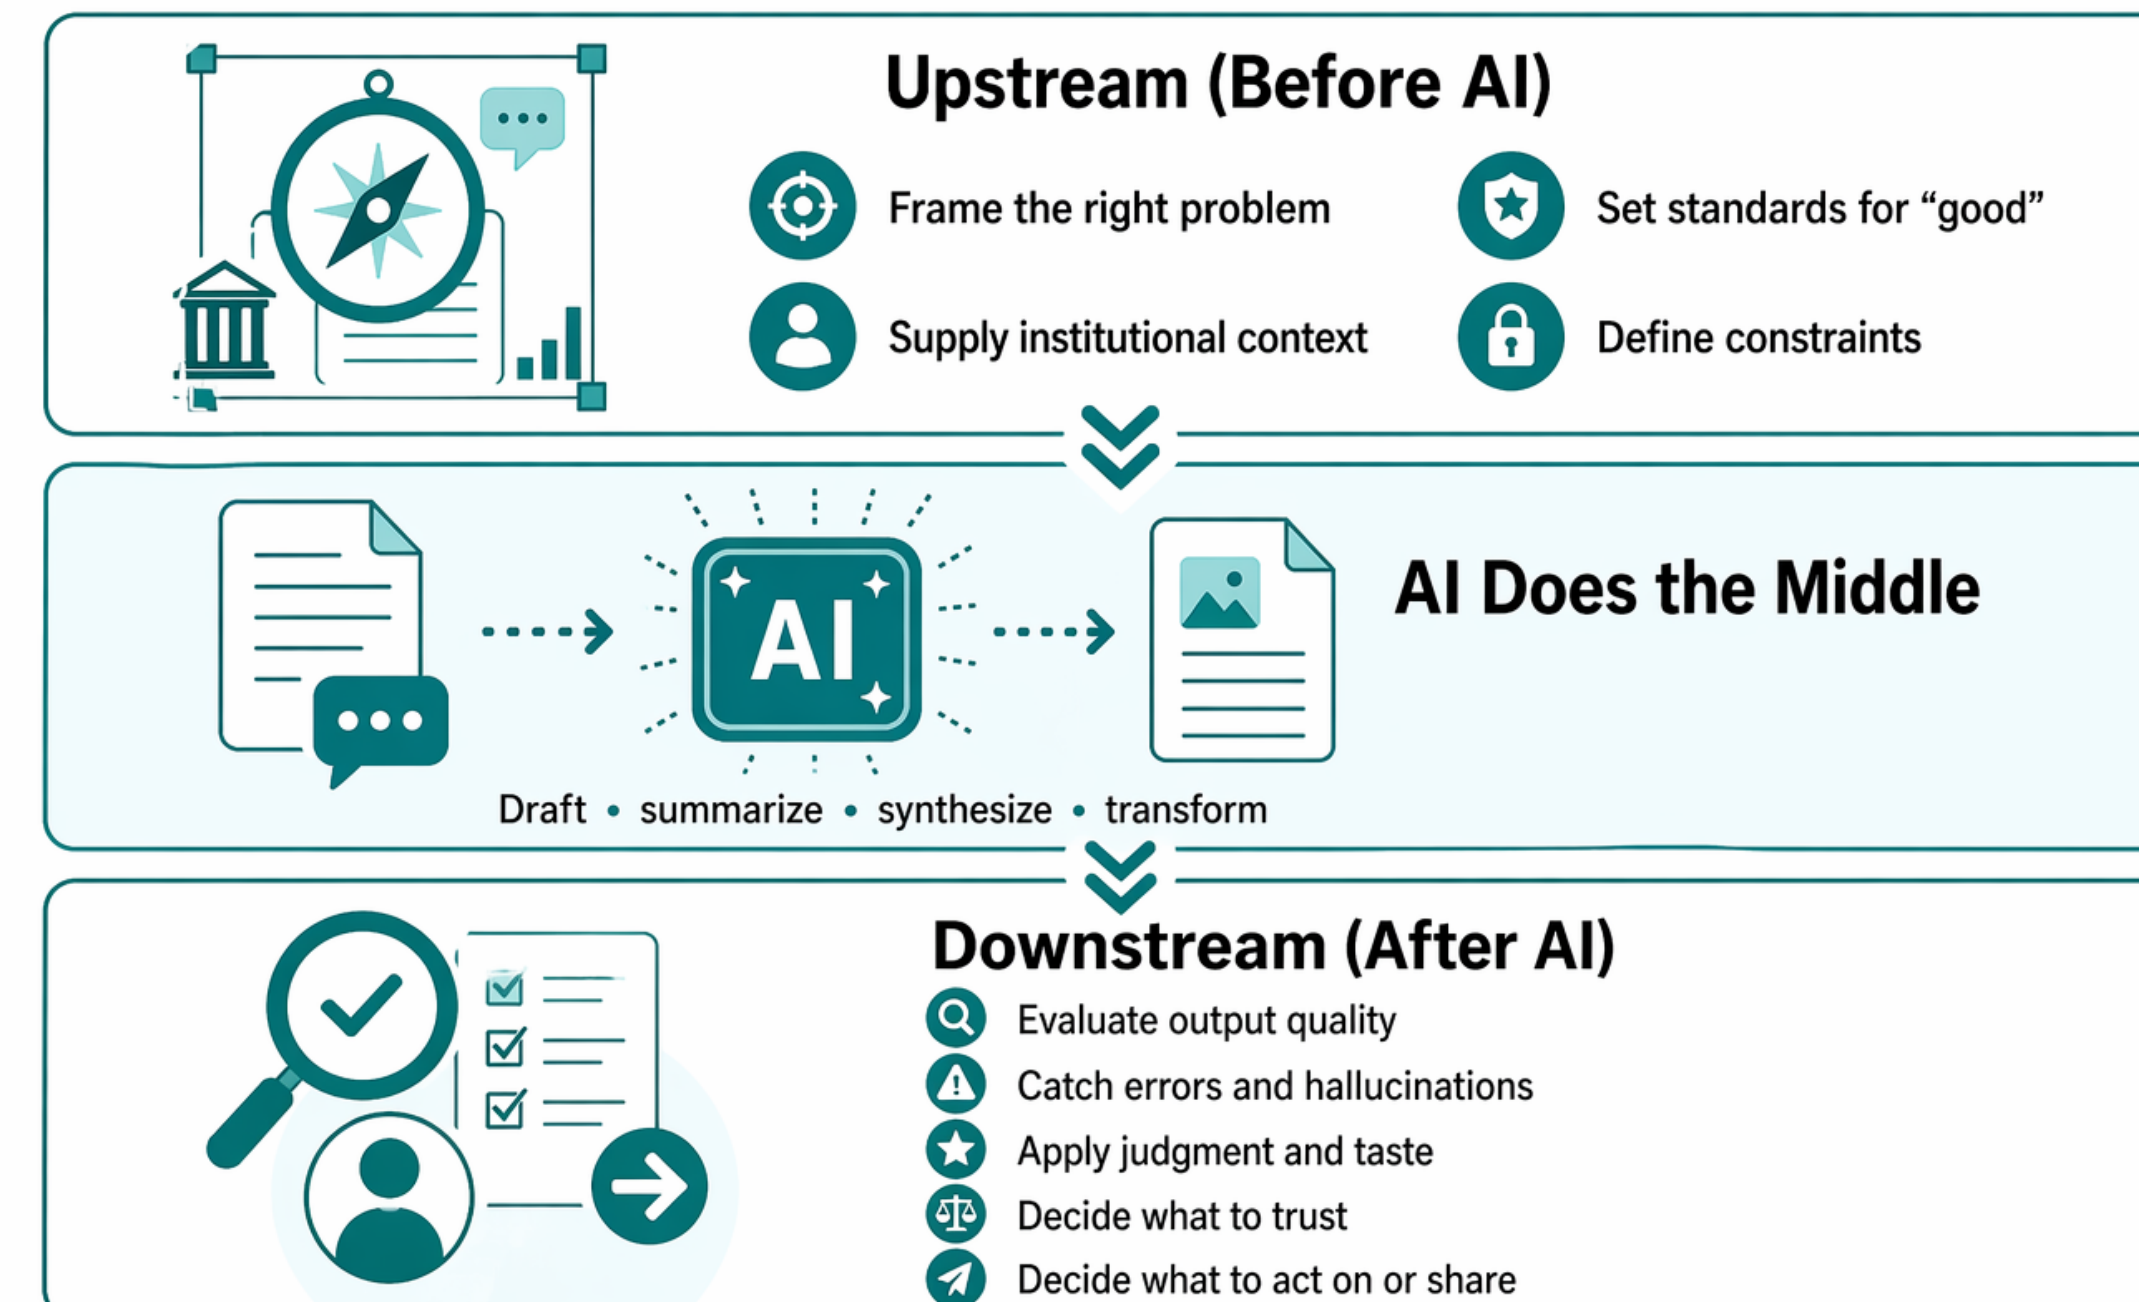 Upstream (Before AI)
Frame the right problem
Set standards for “good”
Supply institutional context
Define constraints
AI
AI Does the Middle
Draft • summarize • synthesize • transform
Downstream (After AI)
Evaluate output quality
Catch errors and hallucinations
Apply judgment and taste
Decide what to trust
Decide what to act on or share